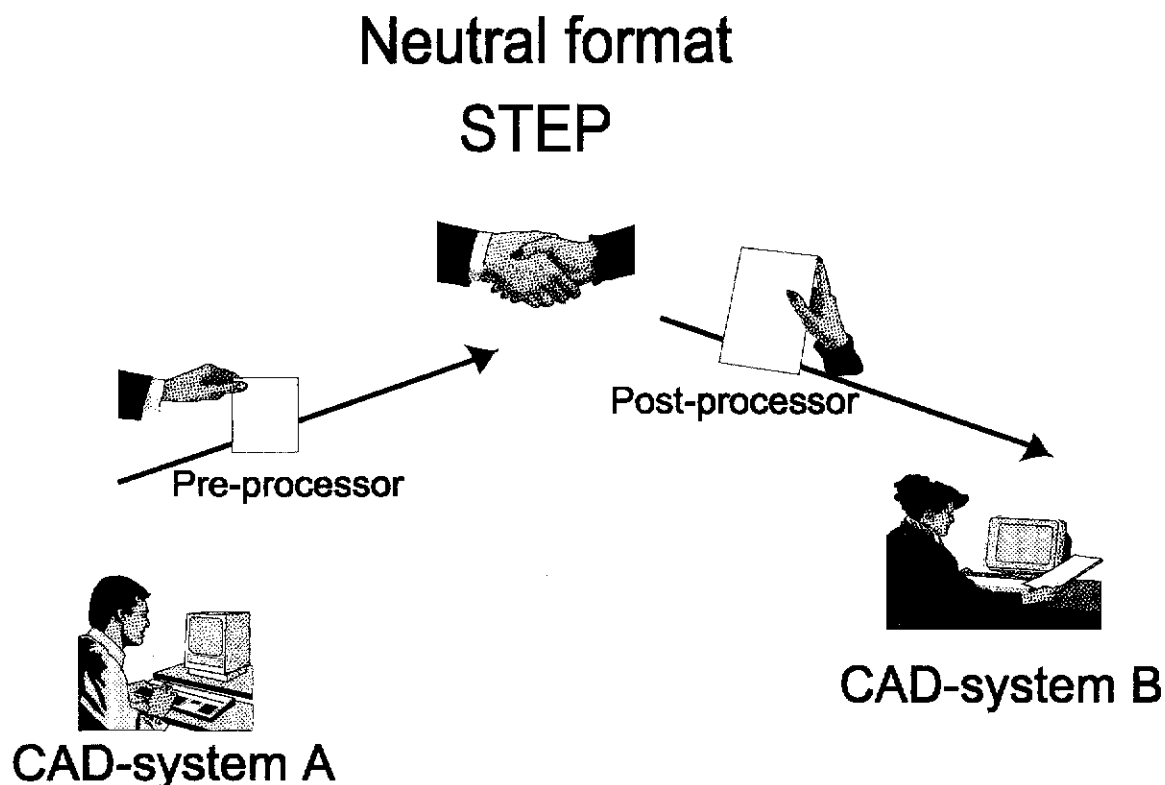 Neutral format
STEP
Post-processor
Pre-processor
CAD-system B
CAD-system A